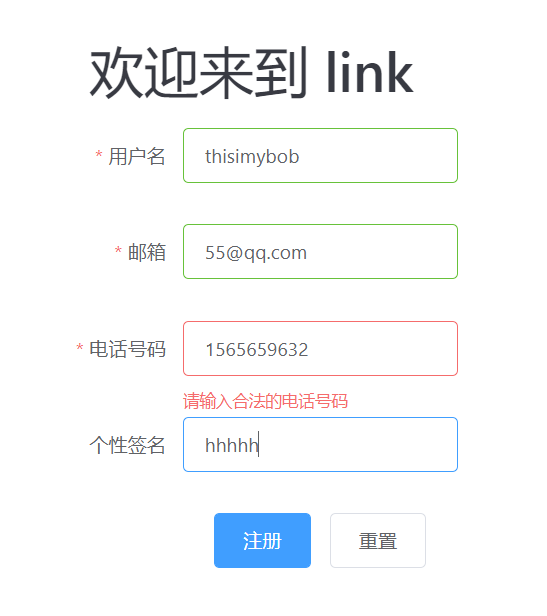 欢迎来到 link
* 用户名 thisimybob
* 邮箱 55@qq.com
* 电话号码 1565659632
请输入合法的电话号码
个性签名 hhhhh
注册 重置